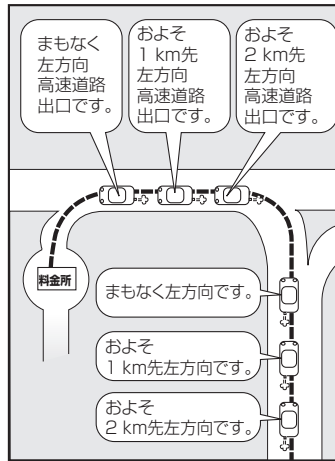 まもなく
左方向
高速道路
出口です。
およそ
1 km先
左方向
高速道路
出口です。
およそ
2 km先
左方向
高速道路
出口です。
料金所
まもなく左方向です。
およそ
1 km先左方向です。
およそ
2 km先左方向です。